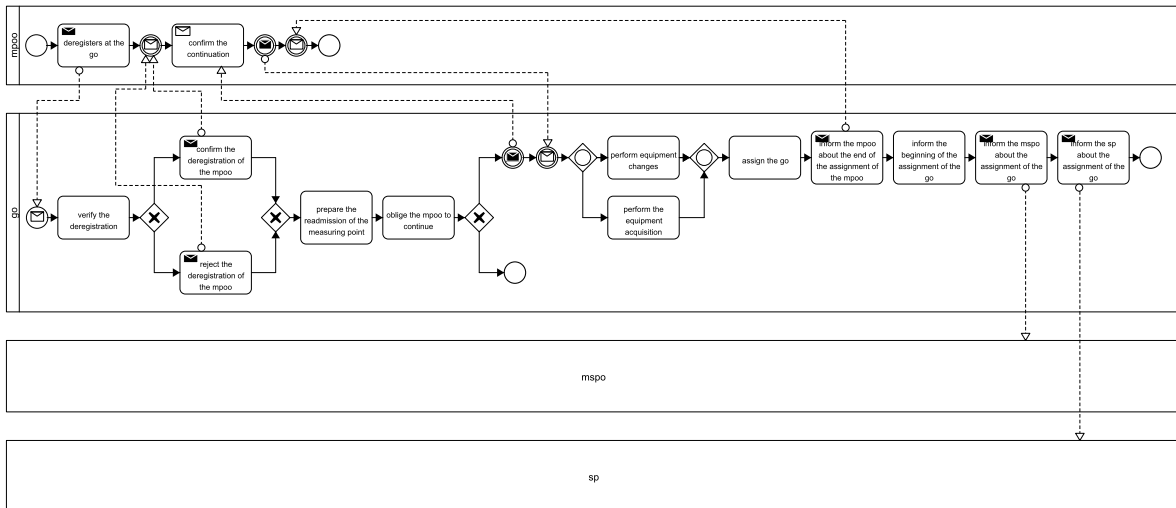 mpoo
deregisters at the
go
confirm the
continuation
go
confirm the
deregistration of
the mpoo
perform equipment
changes
assign the go
inform the mpoo
about the end of
the assignment of
the mpoo
inform the
beginning of the
assignment of the
go
inform the mspo
about the
assignment of the
go
inform the sp
about the
assignment of the
go
verify the
deregistration
prepare the
readmission of the
measuring point
oblige the mpoo to
continue
perform the
equipment
acquisition
reject the
deregistration of
the mpoo
mspo
sp